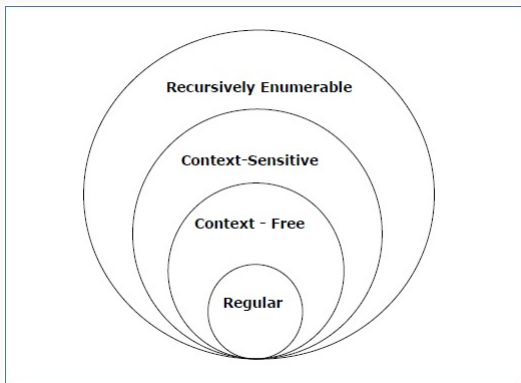 Recursively Enumerable
Context-Sensitive
Context - Free
Regular